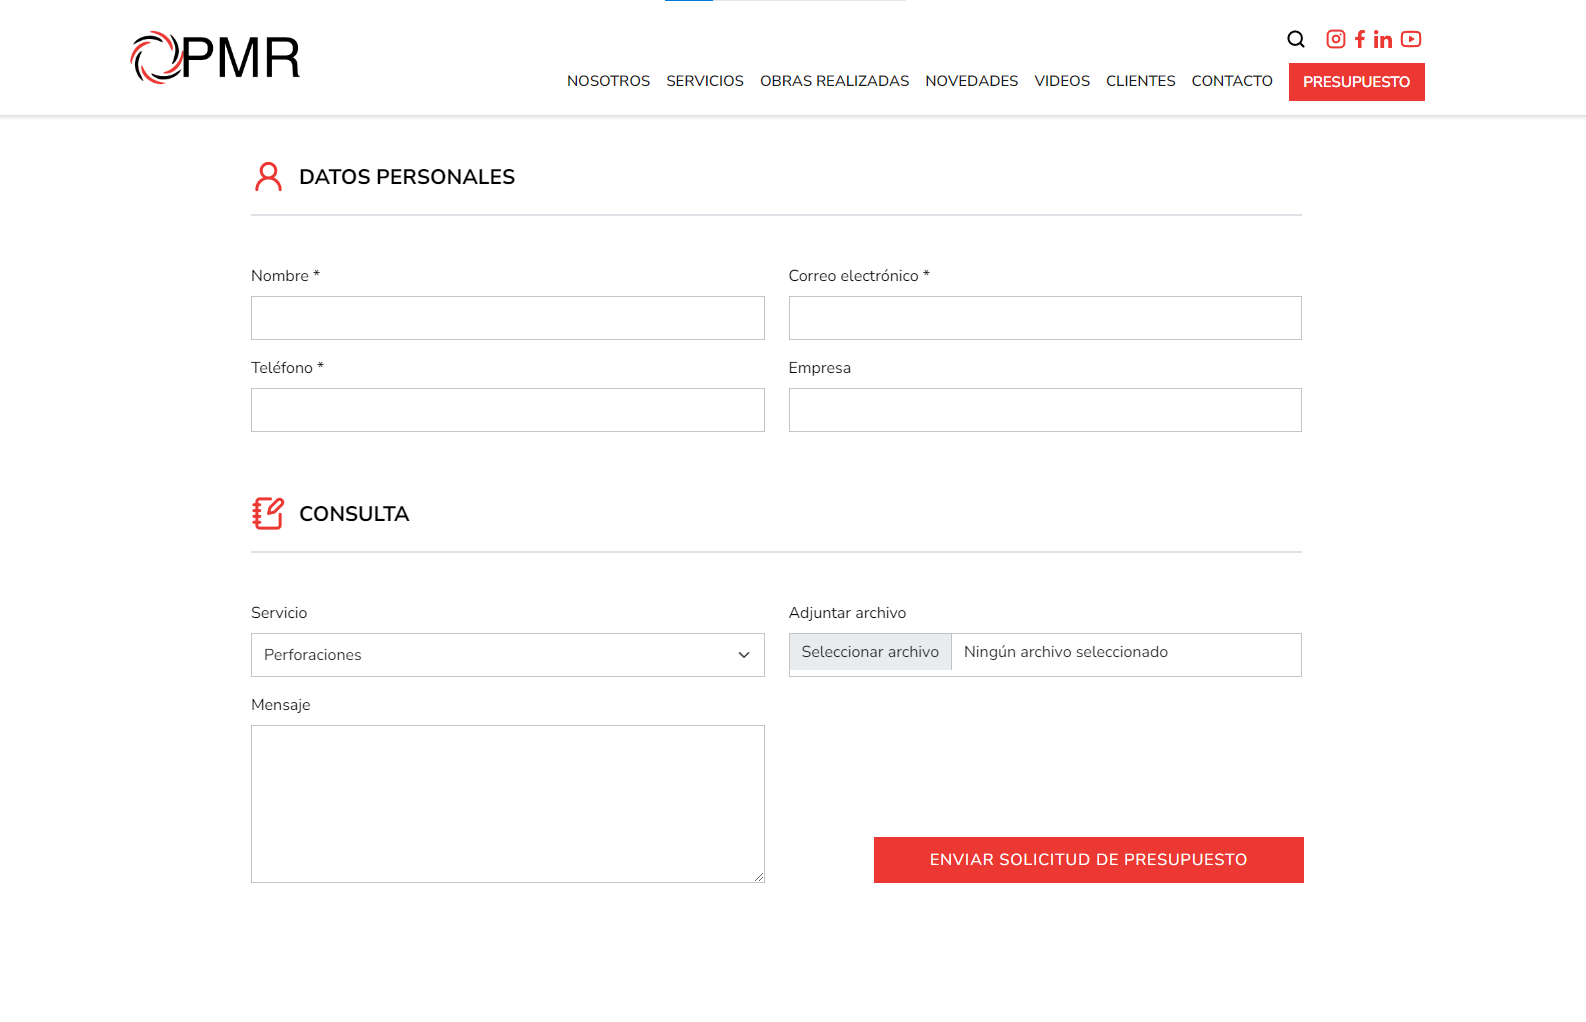 PMR
NOSOTROS SERVICIOS OBRAS REALIZADAS NOVEDADES VIDEOS CLIENTES CONTACTO PRESUPUESTO
DATOS PERSONALES
Nombre * Correo electrónico *
Teléfono * Empresa
CONSULTA
Servicio Adjuntar archivo
Perforaciones Seleccionar archivo Ningún archivo seleccionado
Mensaje
ENVIAR SOLICITUD DE PRESUPUESTO